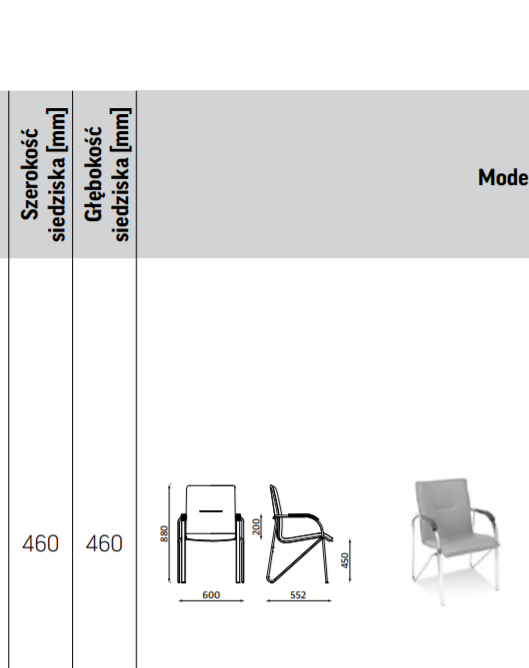 Szerokość
siedziska [mm]
Głębokość
siedziska [mm]
Mode
460
460
880
600
200
552
450